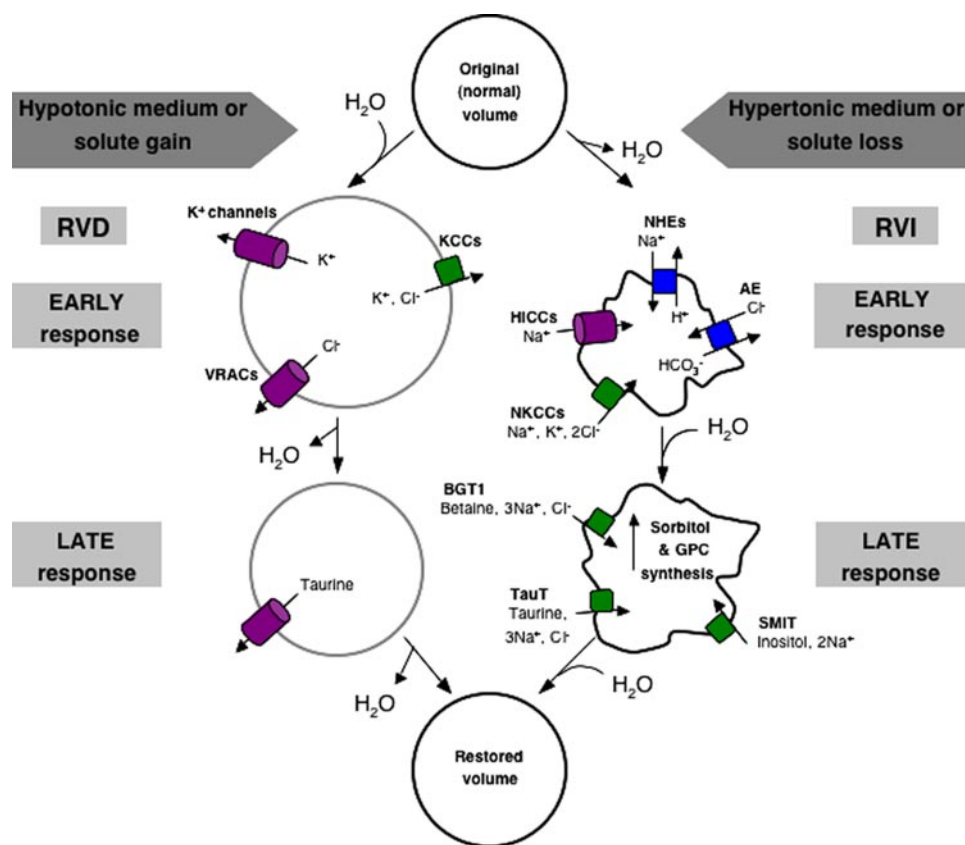 Original
(normal)
volume
Hypotonic medium or
solute gain
H₂O
H₂O
Hypertonic medium or
solute loss
RVD
K⁺ channels
K⁺
KCCs
K⁺, Cl⁻
EARLY
response
Cl⁻
VRACs
H₂O
NHEs
Na⁺
H⁺
AE
Cl⁻
HCO₃⁻
HICCs
Na⁺
NKCCs
Na⁺, K⁺, 2Cl⁻
RVI
EARLY
response
H₂O
LATE
response
Taurine
H₂O
BGT1
Betaine, 3Na⁺, Cl⁻
Sorbitol
& GPC
synthesis
TauT
Taurine,
3Na⁺, Cl⁻
SMIT
Inositol, 2Na⁺
LATE
response
H₂O
Restored
volume